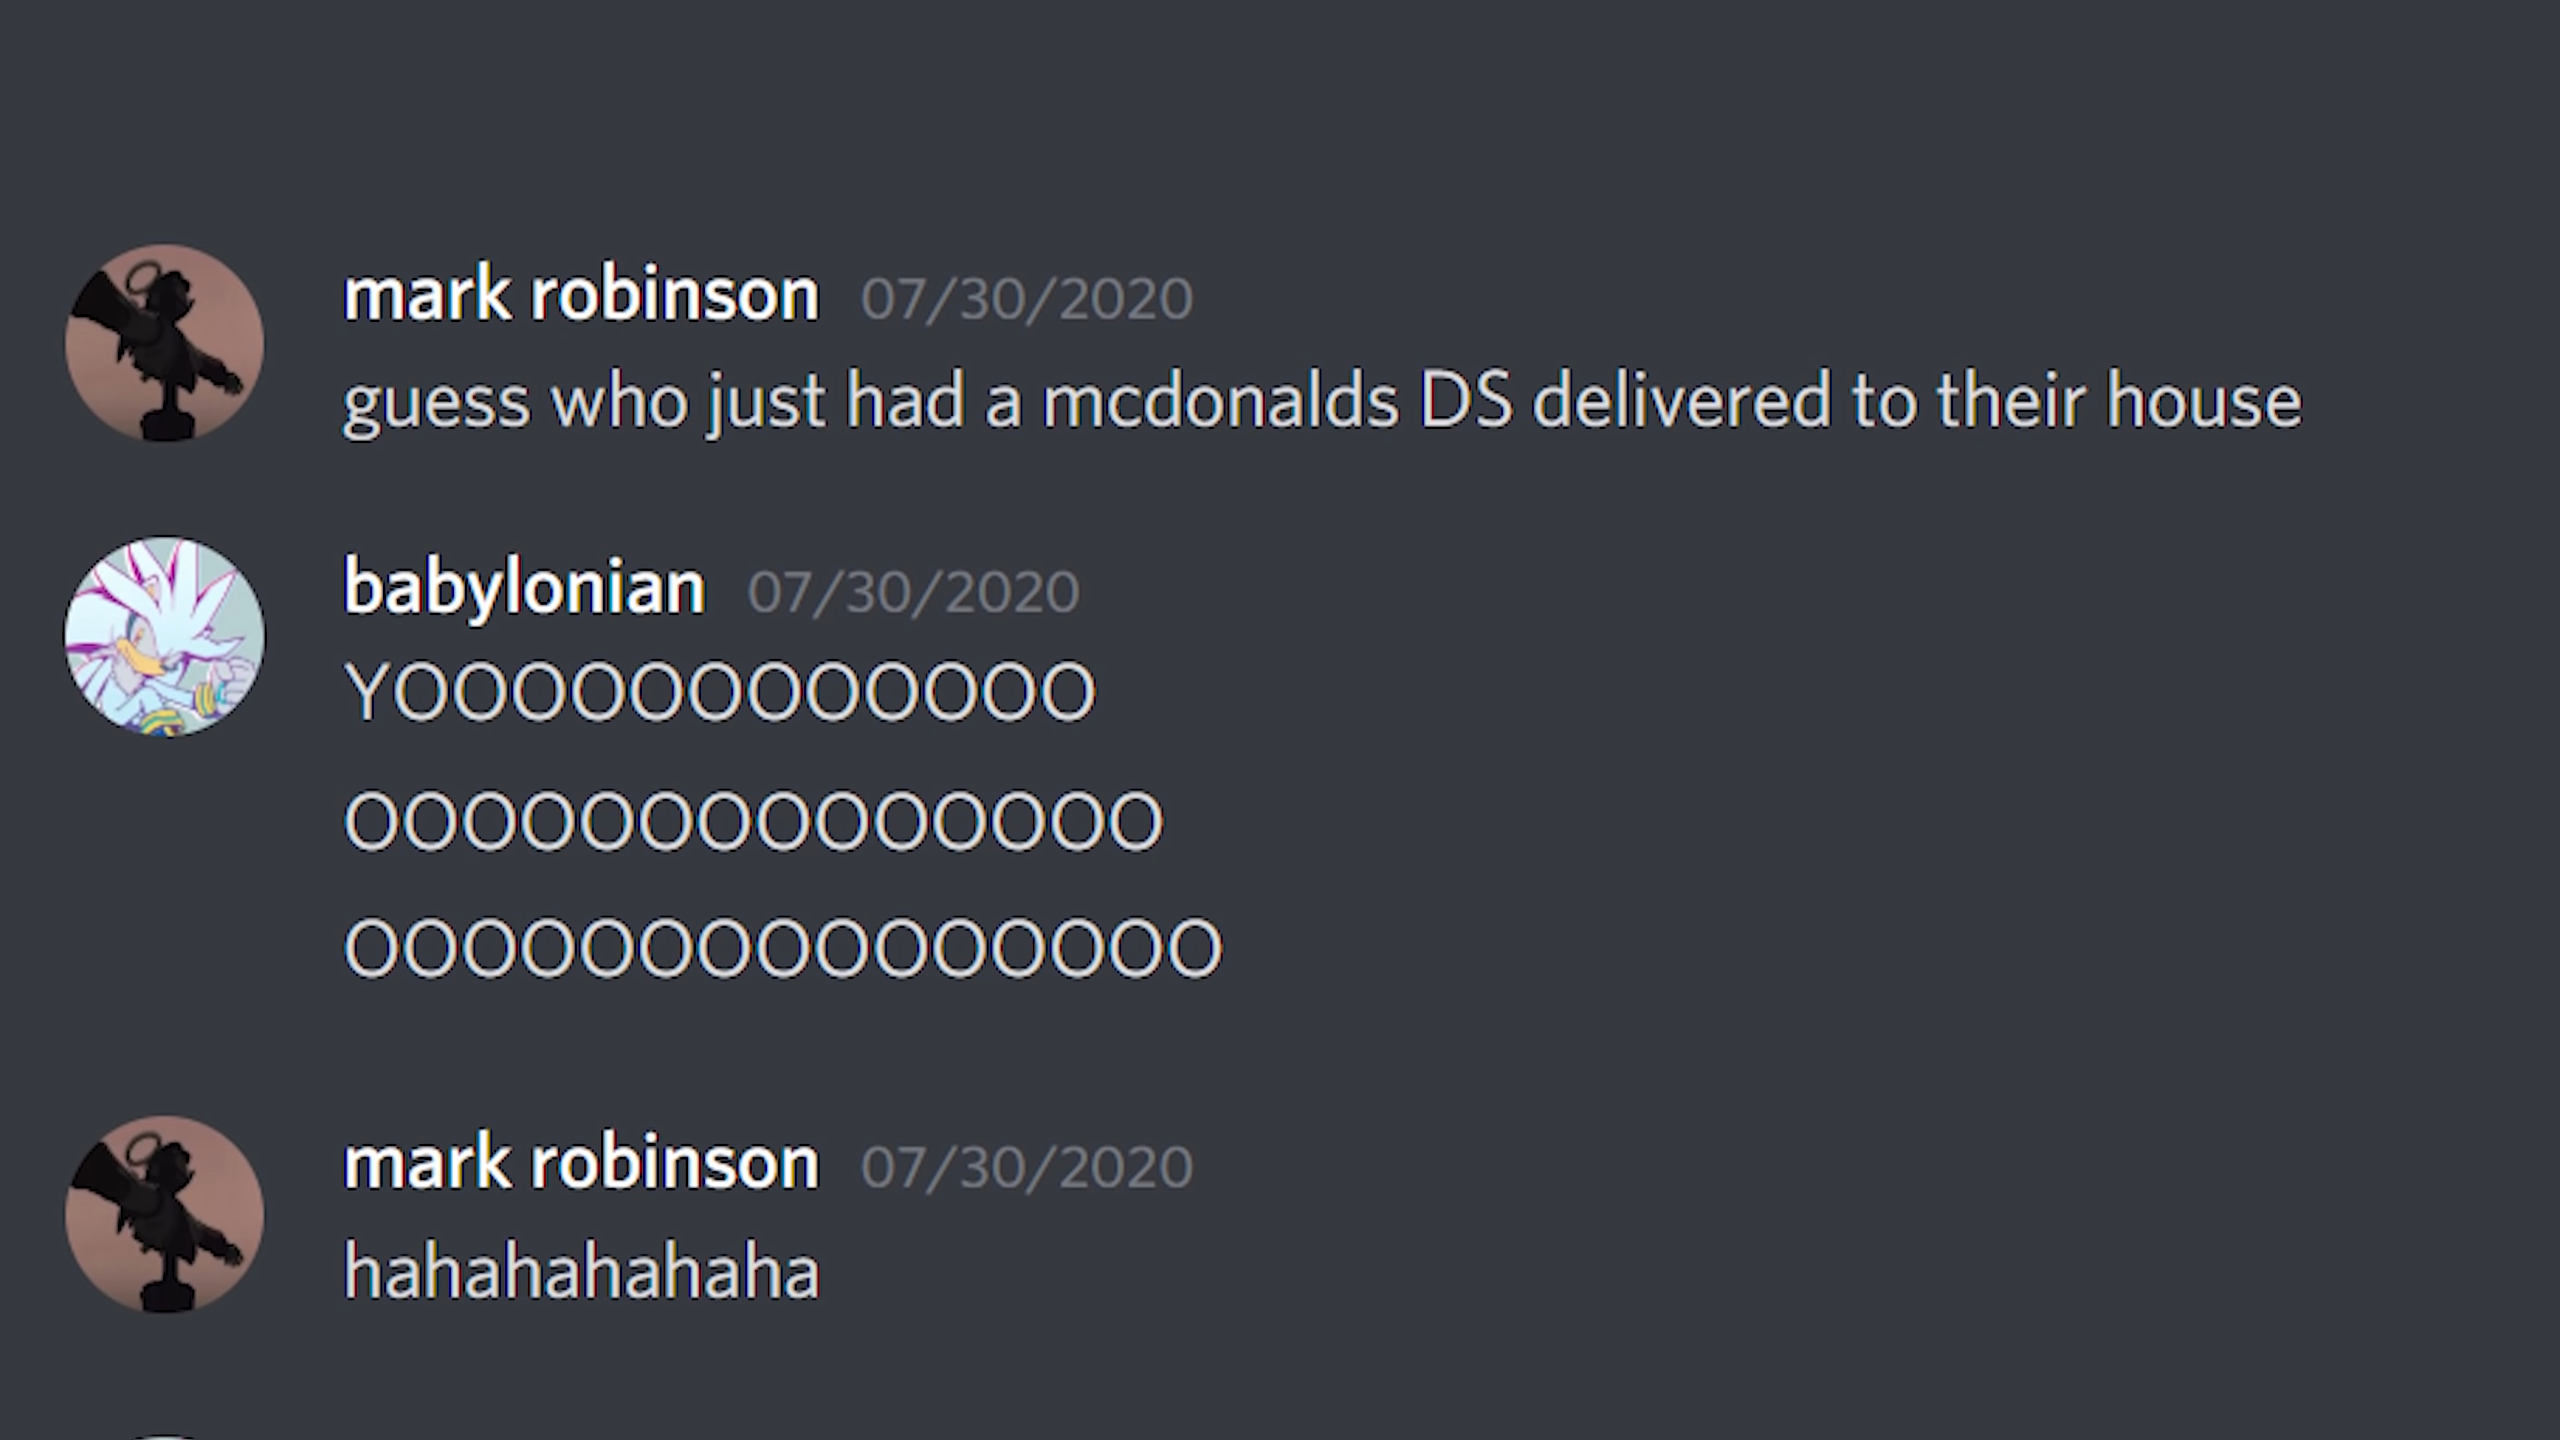 mark robinson 07/30/2020
guess who just had a mcdonalds DS delivered to their house
babylonian 07/30/2020
YOOOOOOOOOOOO
OOOOOOOOOOOOOO
OOOOOOOOOOOOOOO
mark robinson 07/30/2020
hahahahahaha